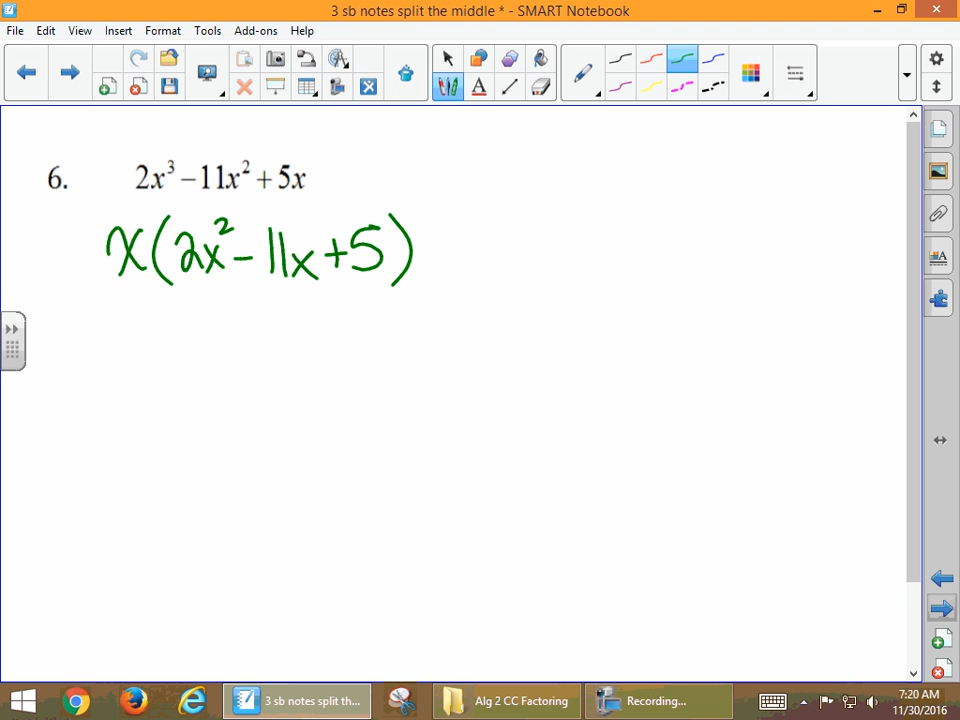 3 sb notes split the middle * - SMART Notebook
File Edit View Insert Format Tools Add-ons Help
6. 2x³ – 11x² + 5x
x(2x² - 11x + 5)
3 sb notes split th... Alg 2 CC Factoring Recording... 7:20 AM
11/30/2016